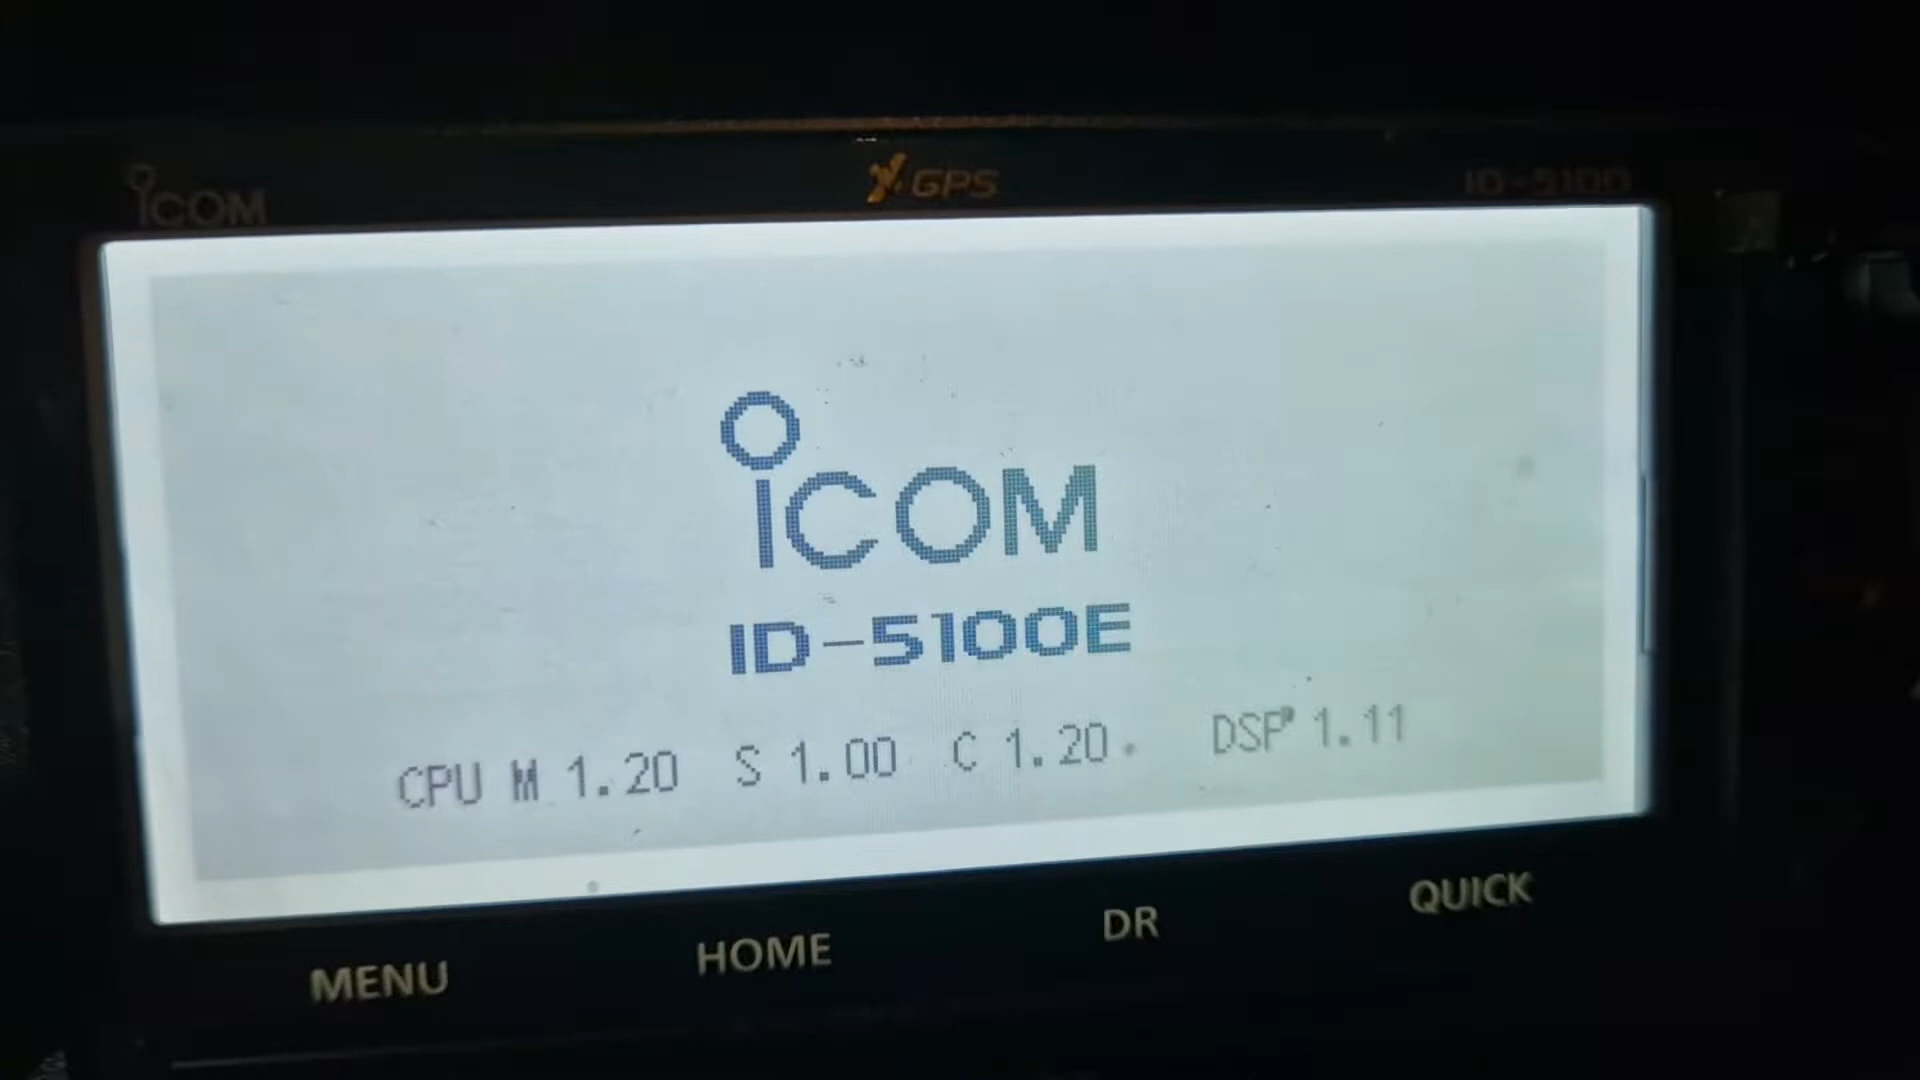 ICOM
GPS
ID-5100
ICOM
ID-5100E
CPU M 1.20 S 1.00 C 1.20 DSP 1.11
MENU
HOME
DR
QUICK